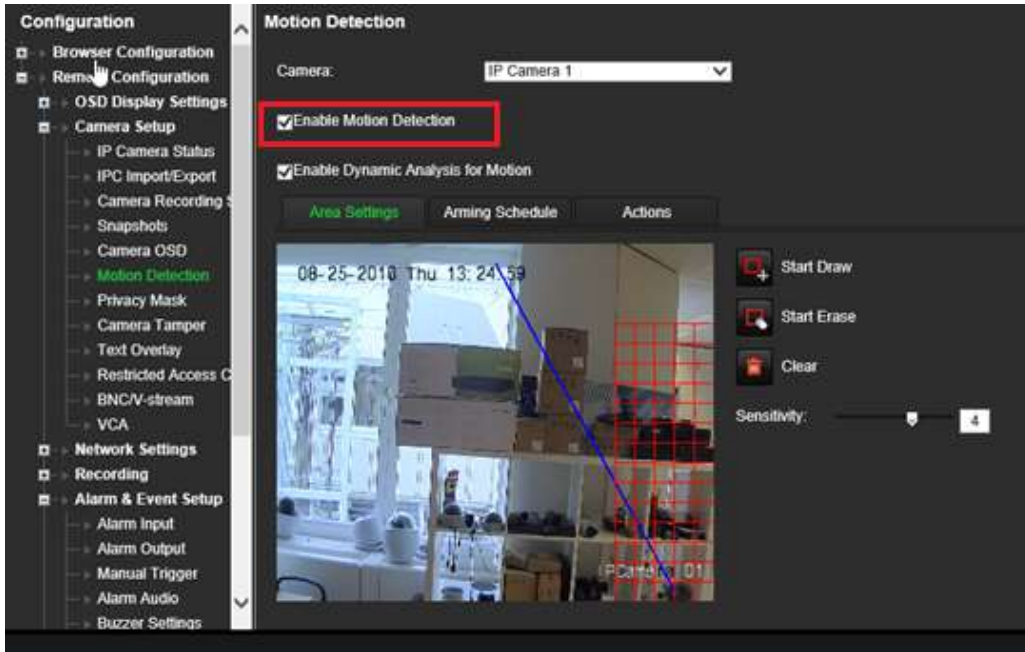 Configuration
Browser Configuration
Configuration
OSD Display Settings
Camera Setup
IP Camera Status
IPC Import/Export
Camera Recording S
Snapshots
Camera OSD
Motion Detection
Privacy Mask
Camera Tamper
Text Overlay
Restricted Access C
BNC/V-stream
VCA
Network Settings
Recording
Alarm & Event Setup
Alarm Input
Alarm Output
Manual Trigger
Alarm Audio
Buzzer Settings
Motion Detection
Camera: IP Camera 1
Enable Motion Detection
Enable Dynamic Analysis for Motion
Area Settings Arming Schedule Actions
Thu 13:24:59
Start Draw
Start Erase
Clear
Sensitivity: 4
IPCamera 01